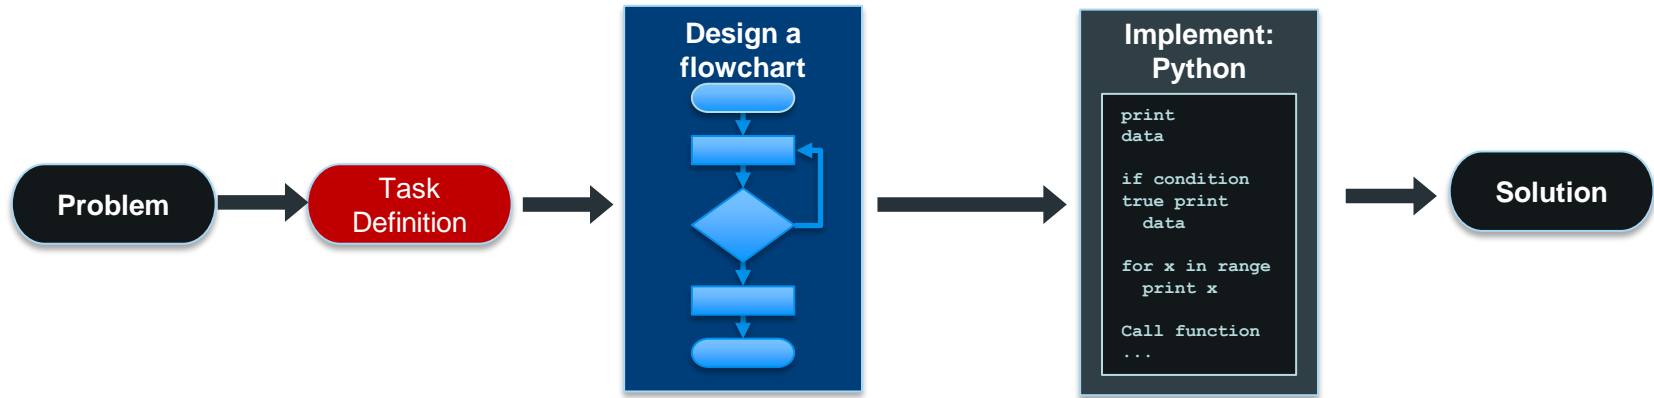 Problem
Task
Definition
Design a
flowchart
Implement:
Python
print
data
if condition
true print
data
for x in range
print x
Call function
...
Solution